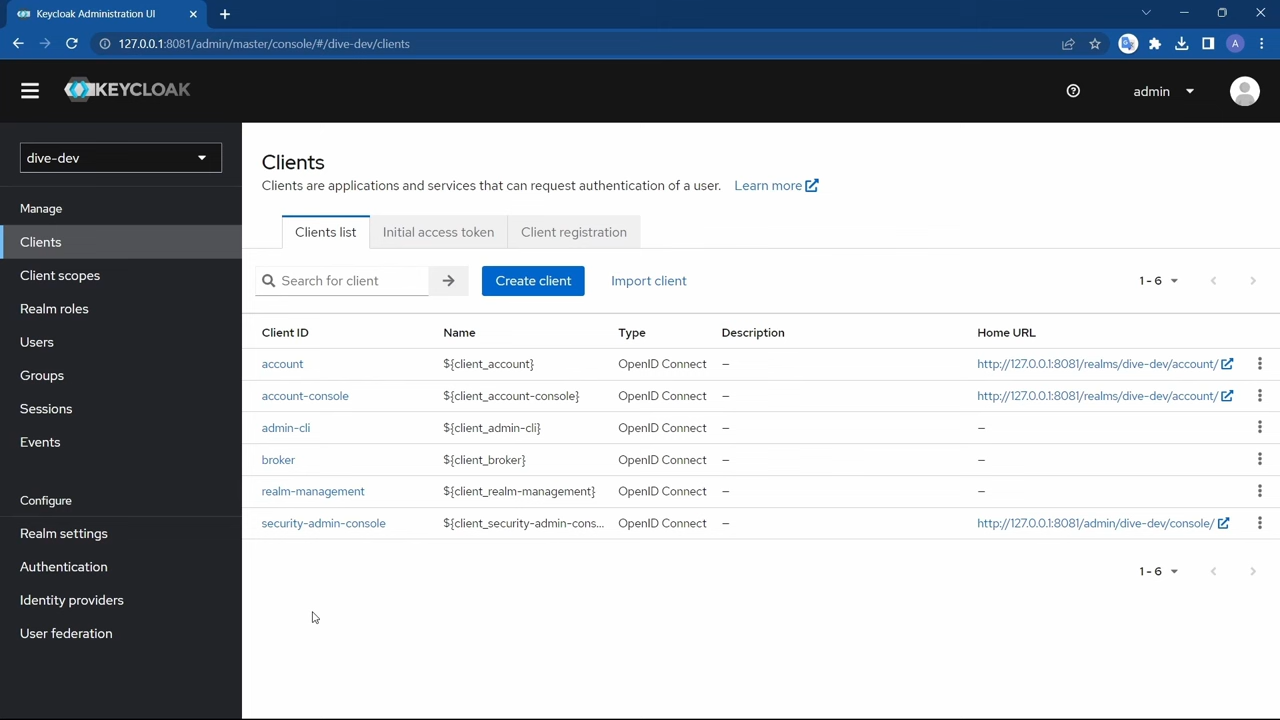 Keycloak Administration UI
127.0.0.1:8081/admin/master/console/#/dive-dev/clients
A
KEYCLOAK
admin
dive-dev
Manage
Clients
Client scopes
Realm roles
Users
Groups
Sessions
Events
Configure
Realm settings
Authentication
Identity providers
User federation
Clients
Clients are applications and services that can request authentication of a user. Learn more
Clients list Initial access token Client registration
Search for client Create client Import client 1 - 6
Client ID Name Type Description Home URL
account ${client_account} OpenID Connect – http://127.0.0.1:8081/realms/dive-dev/account/
account-console ${client_account-console} OpenID Connect – http://127.0.0.1:8081/realms/dive-dev/account/
admin-cli ${client_admin-cli} OpenID Connect – –
broker ${client_broker} OpenID Connect – –
realm-management ${client_realm-management} OpenID Connect – –
security-admin-console ${client_security-admin-cons... OpenID Connect – http://127.0.0.1:8081/admin/dive-dev/console/
1 - 6